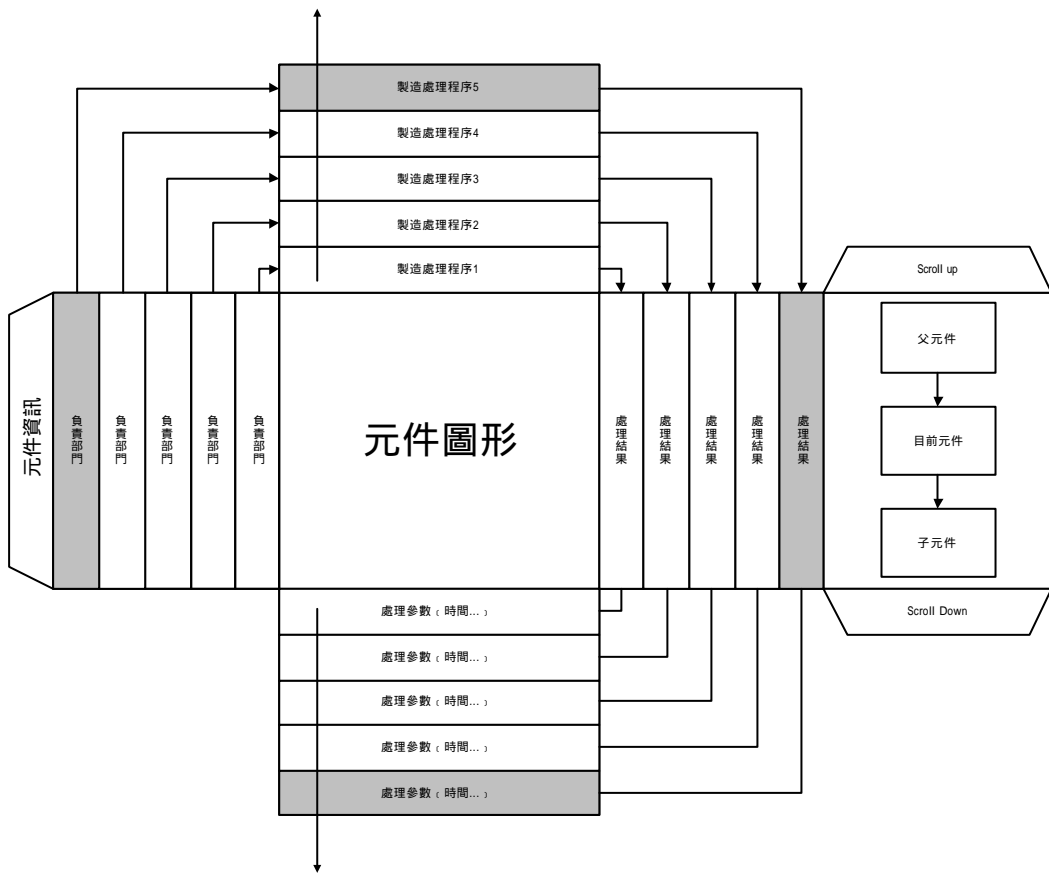 製造處理程序5
製造處理程序4
製造處理程序3
製造處理程序2
製造處理程序1
元件資訊
負責部門
負責部門
負責部門
負責部門
負責部門
元件圖形
處理結果
處理結果
處理結果
處理結果
處理結果
Scroll up
父元件
目前元件
子元件
Scroll Down
處理參數﹙時間...﹚
處理參數﹙時間...﹚
處理參數﹙時間...﹚
處理參數﹙時間...﹚
處理參數﹙時間...﹚